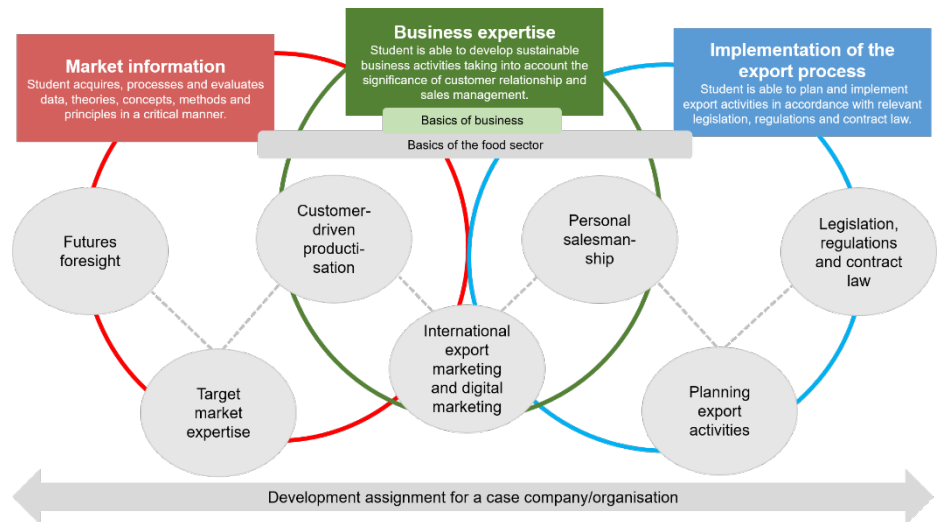 Market information
Student acquires, processes and evaluates
data, theories, concepts, methods and
principles in a critical manner.
Business expertise
Student is able to develop sustainable
business activities taking into account the
significance of customer relationship and
sales management.
Basics of business
Basics of the food sector
Implementation of the
export process
Student is able to plan and implement
export activities in accordance with relevant
legislation, regulations and contract law.
Futures
foresight
Customer-
driven
producti-
sation
Personal
salesman-
ship
Legislation,
regulations
and contract
law
Target
market
expertise
International
export
marketing
and digital
marketing
Planning
export
activities
Development assignment for a case company/organisation